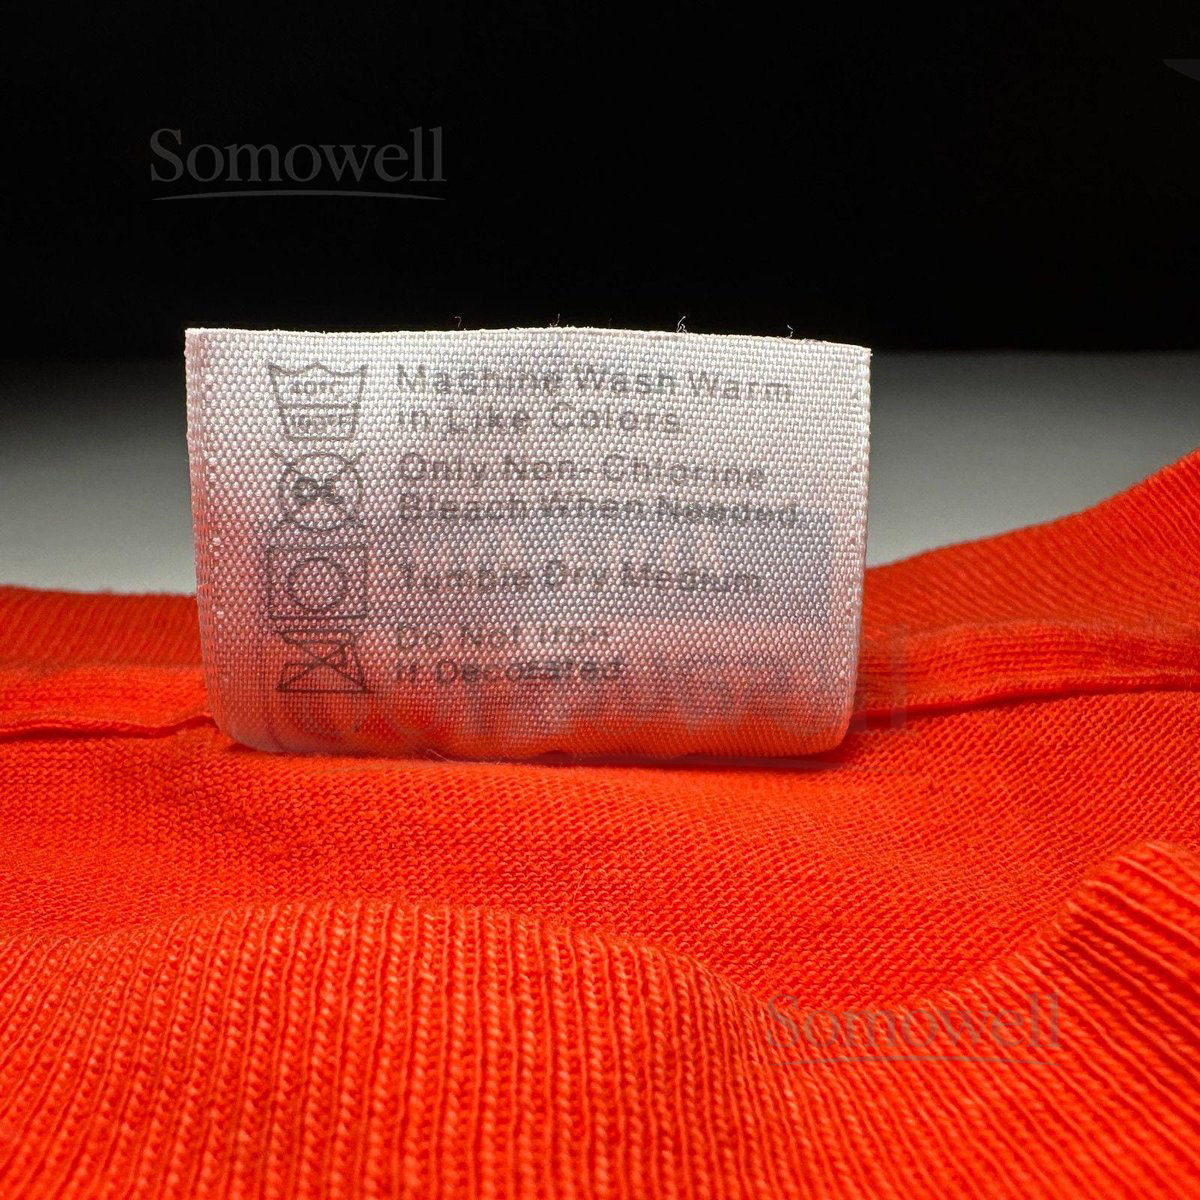 Somowell
40°C
105°F
Machine Wash Warm
In Like Colors
Only Non-Chlorine
Bleach When Needed
Tumble Dry Medium
Do Not Iron
If Decorated
Somowell
Somowell